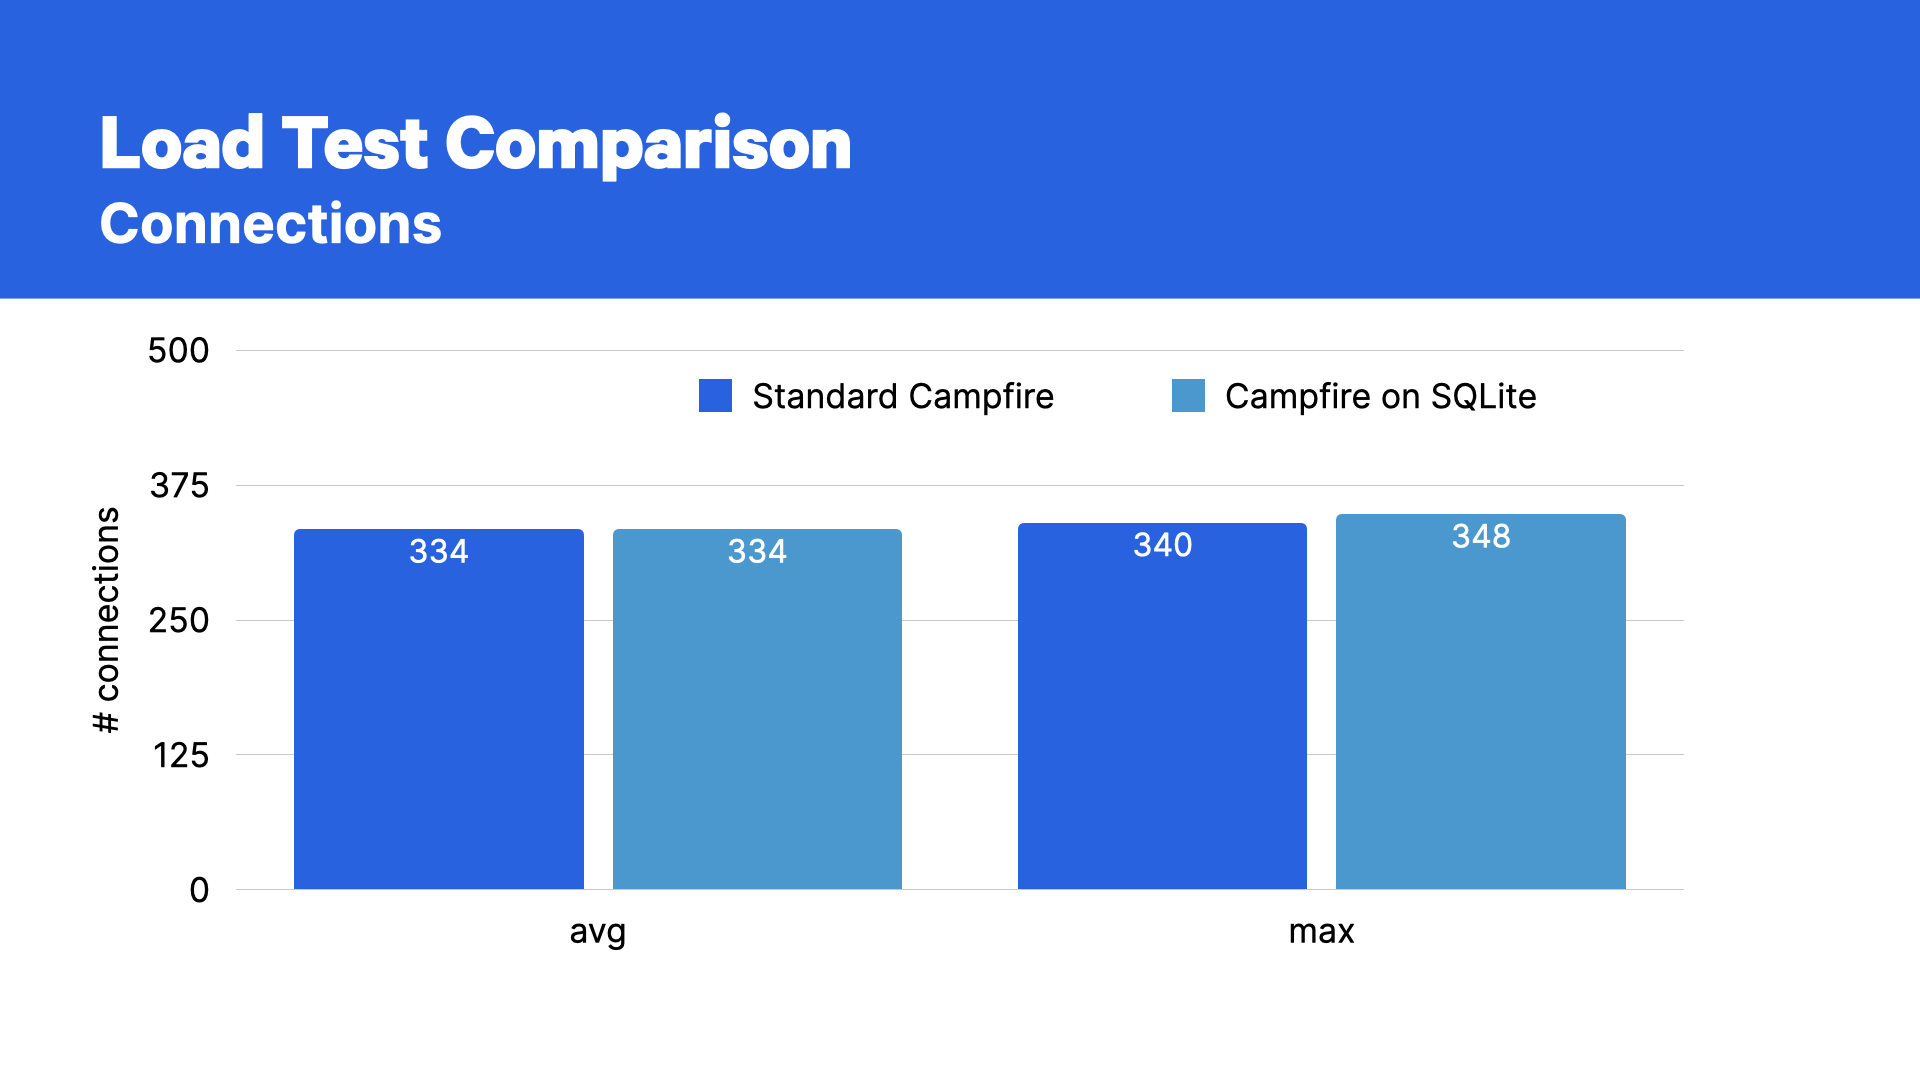 Load Test Comparison
Connections
500
Standard Campfire
Campfire on SQLite
375
334
334
340
348
# connections
250
125
0
avg
max